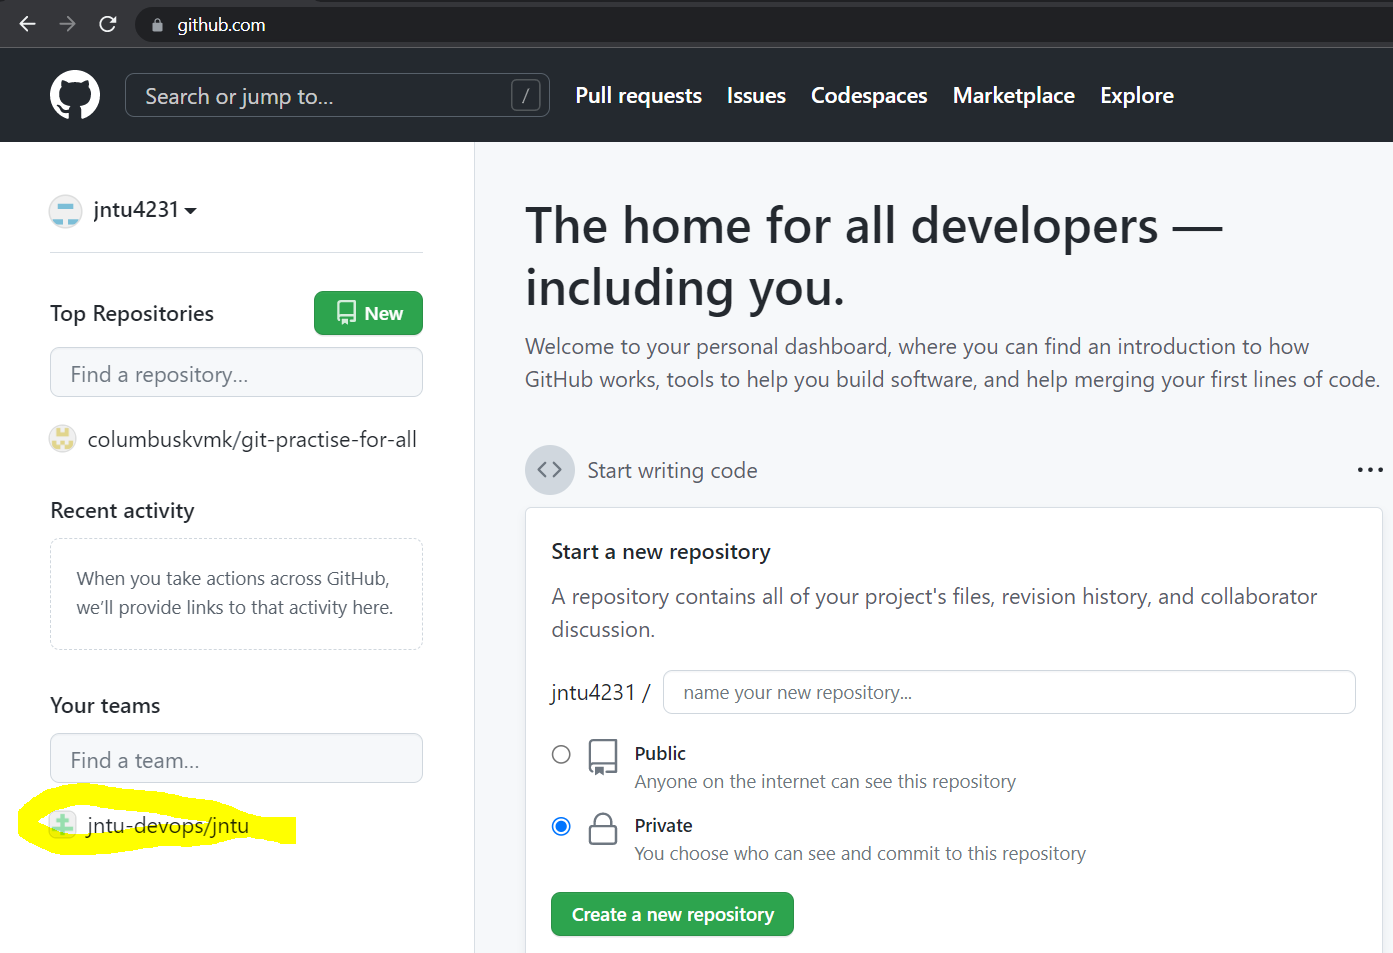 github.com
Search or jump to... /
Pull requests Issues Codespaces Marketplace Explore
jntu4231
Top Repositories
New
Find a repository...
columbuskvmk/git-practise-for-all
Recent activity
When you take actions across GitHub,
we’ll provide links to that activity here.
Your teams
Find a team...
jntu-devops/jntu
The home for all developers —
including you.
Welcome to your personal dashboard, where you can find an introduction to how
GitHub works, tools to help you build software, and help merging your first lines of code.
Start writing code
Start a new repository
A repository contains all of your project's files, revision history, and collaborator
discussion.
jntu4231 / name your new repository...
Public
Anyone on the internet can see this repository
Private
You choose who can see and commit to this repository
Create a new repository